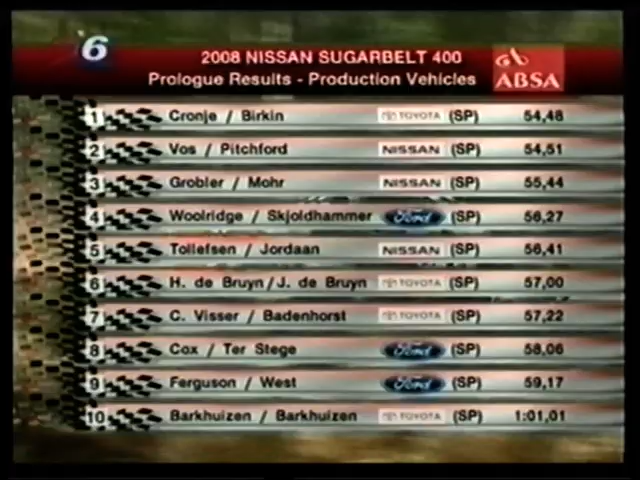 6
2008 NISSAN SUGARBELT 400
Prologue Results - Production Vehicles
ABSA
1 Cronje / Birkin TOYOTA (SP) 54,48
2 Vos / Pitchford NISSAN (SP) 54,51
3 Grobler / Mohr NISSAN (SP) 55,44
4 Woolridge / Skjoldhammer Ford (SP) 56,27
5 Tollefsen / Jordaan NISSAN (SP) 56,41
6 H. de Bruyn/J. de Bruyn TOYOTA (SP) 57,00
7 C. Visser / Badenhorst TOYOTA (SP) 57,22
8 Cox / Ter Stege Ford (SP) 58,06
9 Ferguson / West Ford (SP) 59,17
10 Barkhuizen / Barkhuizen TOYOTA (SP) 1:01,01